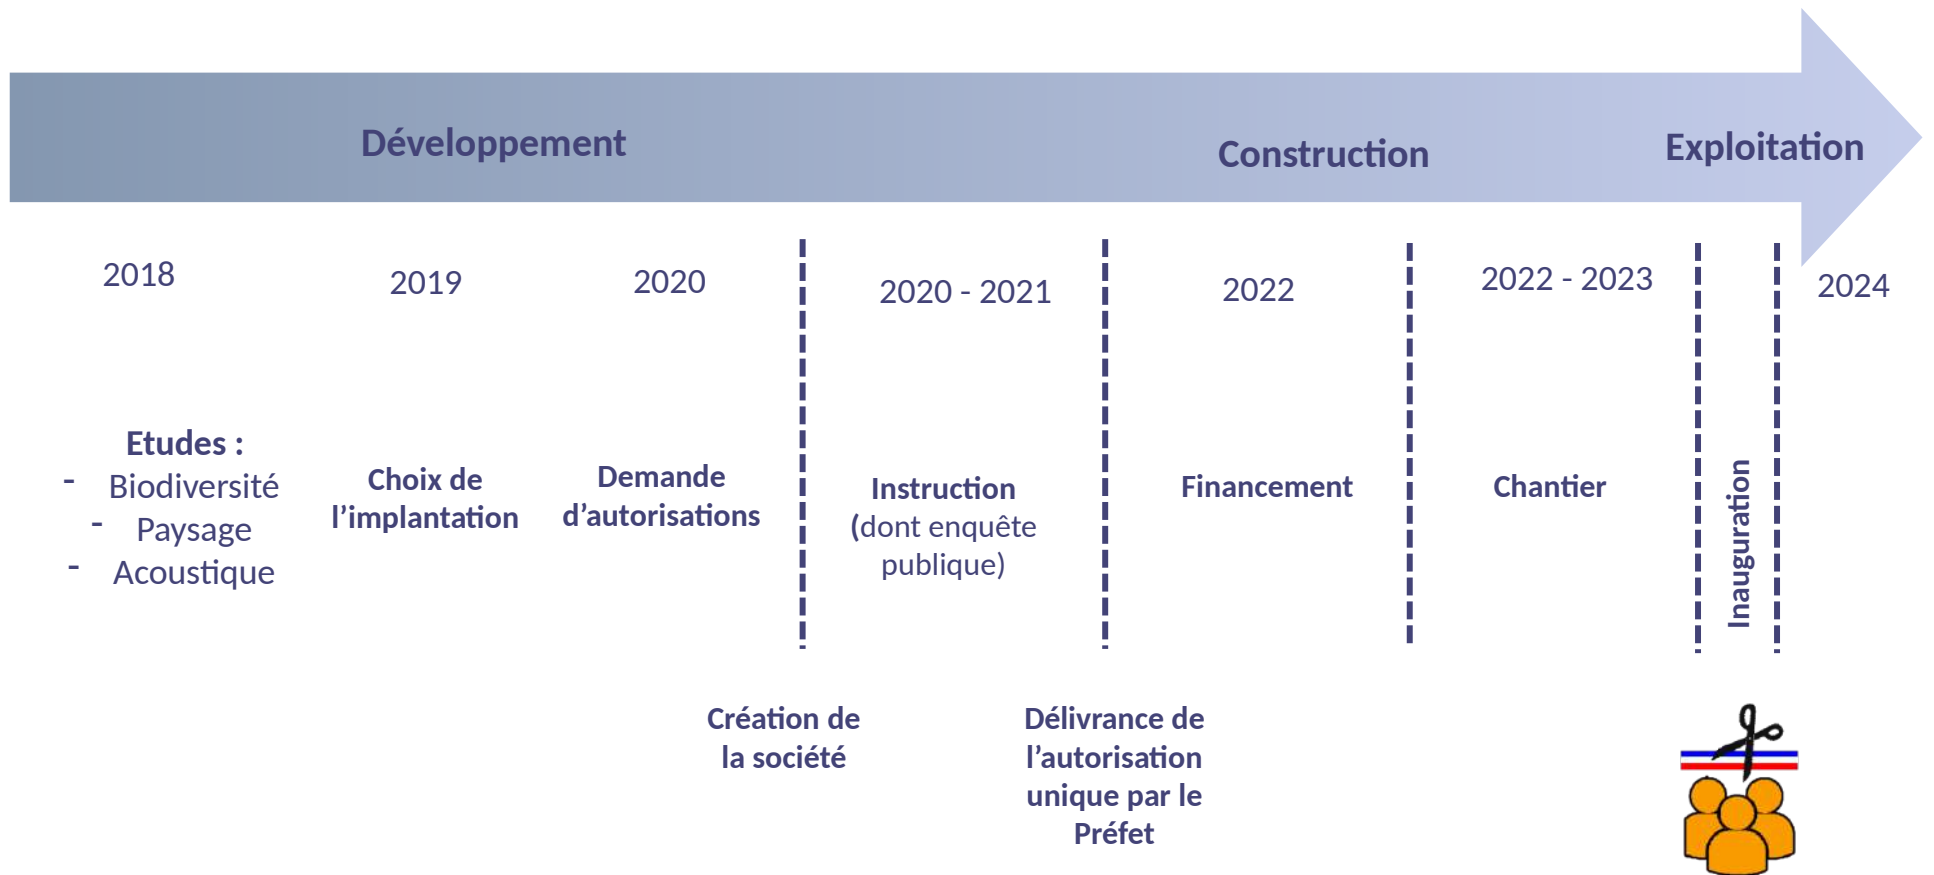 Développement
Construction
Exploitation
2018
2019
2020
2020 - 2021
2022
2022 - 2023
2024
Etudes :
- Biodiversité
- Paysage
- Acoustique
Choix de
l’implantation
Demande
d’autorisations
Instruction
(dont enquête
publique)
Financement
Chantier
Inauguration
Création de
la société
Délivrance de
l’autorisation
unique par le
Préfet